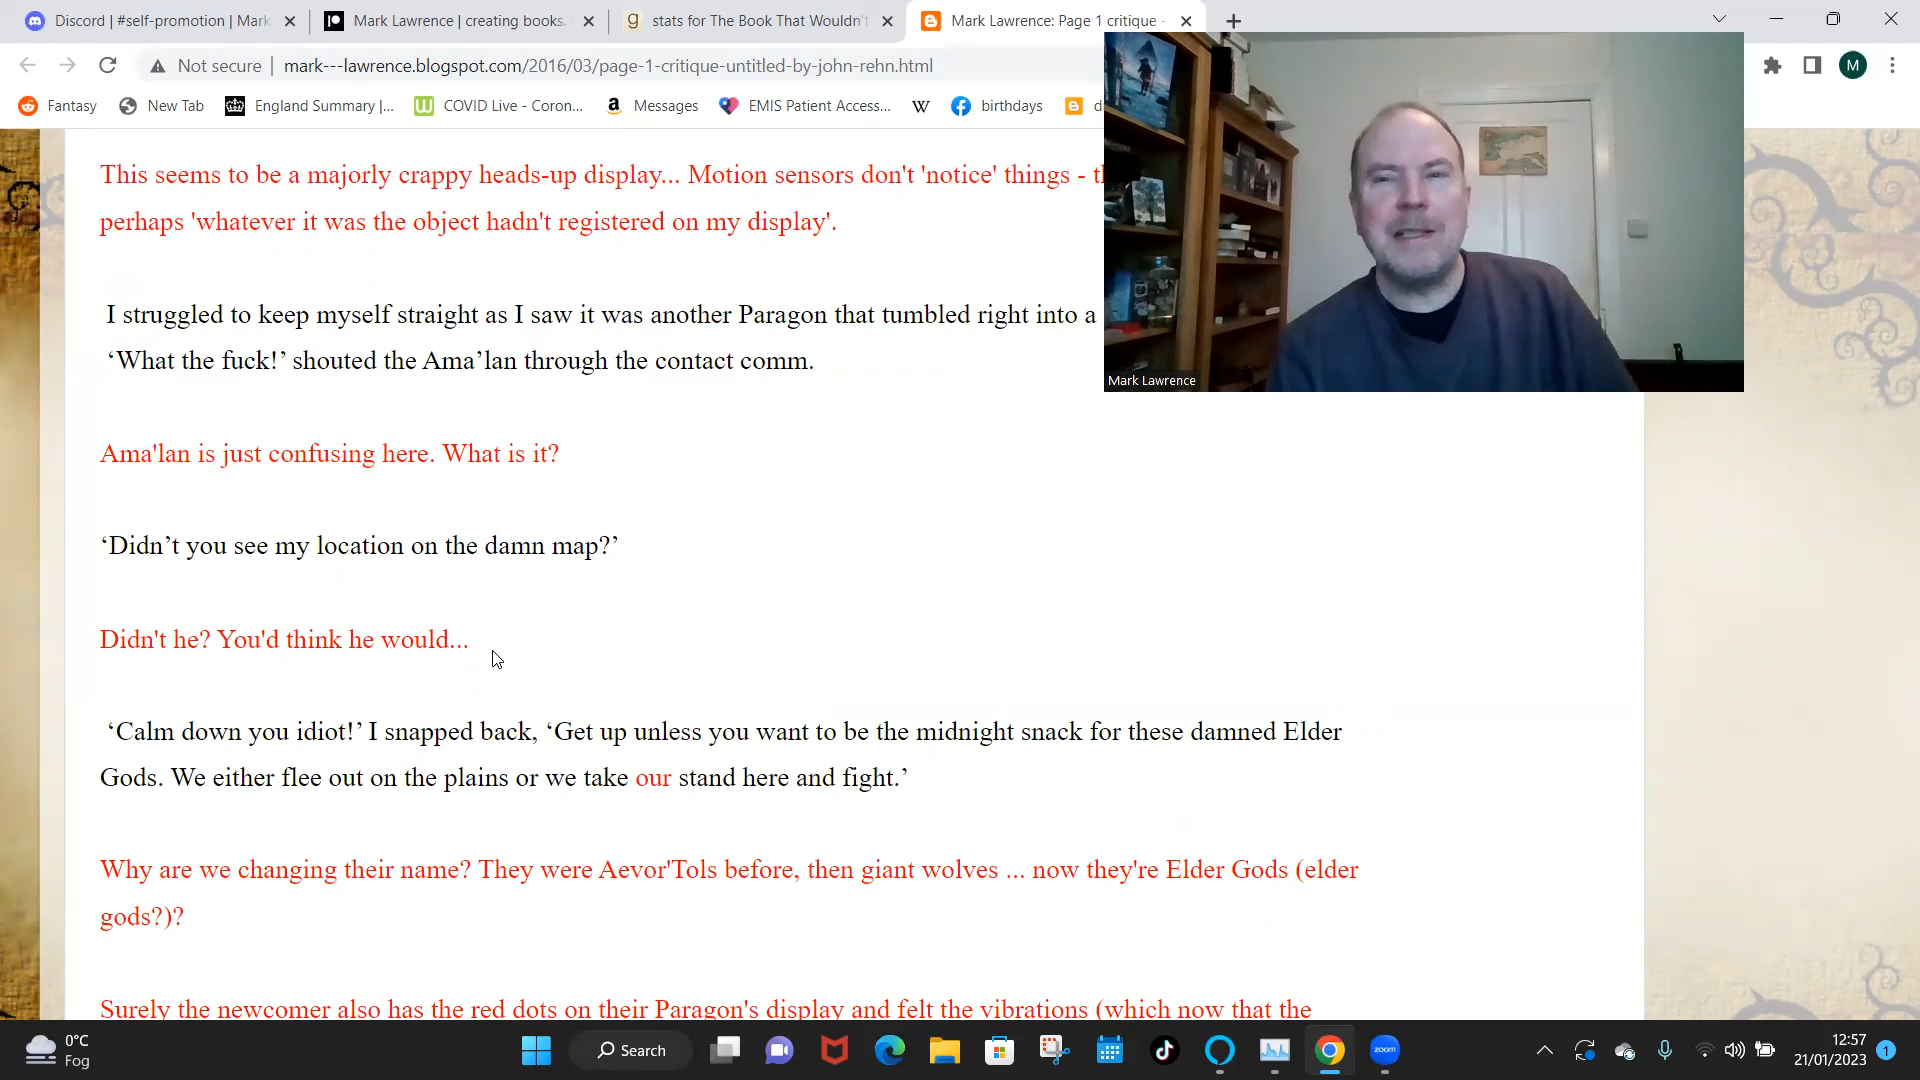 Discord | #self-promotion | Mark
Mark Lawrence | creating books.
stats for The Book That Wouldn't
Mark Lawrence: Page 1 critique -
Not secure | mark---lawrence.blogspot.com/2016/03/page-1-critique-untitled-by-john-rehn.html
M
Fantasy
New Tab
England Summary |...
COVID Live - Coron...
Messages
EMIS Patient Access...
W
birthdays
This seems to be a majorly crappy heads-up display... Motion sensors don't 'notice' things -
perhaps 'whatever it was the object hadn't registered on my display'.
I struggled to keep myself straight as I saw it was another Paragon that tumbled right into a
‘What the fuck!’ shouted the Ama’lan through the contact comm.
Mark Lawrence
Ama'lan is just confusing here. What is it?
‘Didn’t you see my location on the damn map?’
Didn't he? You'd think he would...
‘Calm down you idiot!’ I snapped back, ‘Get up unless you want to be the midnight snack for these damned Elder
Gods. We either flee out on the plains or we take our stand here and fight.’
Why are we changing their name? They were Aevor'Tols before, then giant wolves ... now they're Elder Gods (elder
gods?)?
Surely the newcomer also has the red dots on their Paragon's display and felt the vibrations (which now that the
0°C
Fog
Search
zoom
12:57
21/01/2023
1